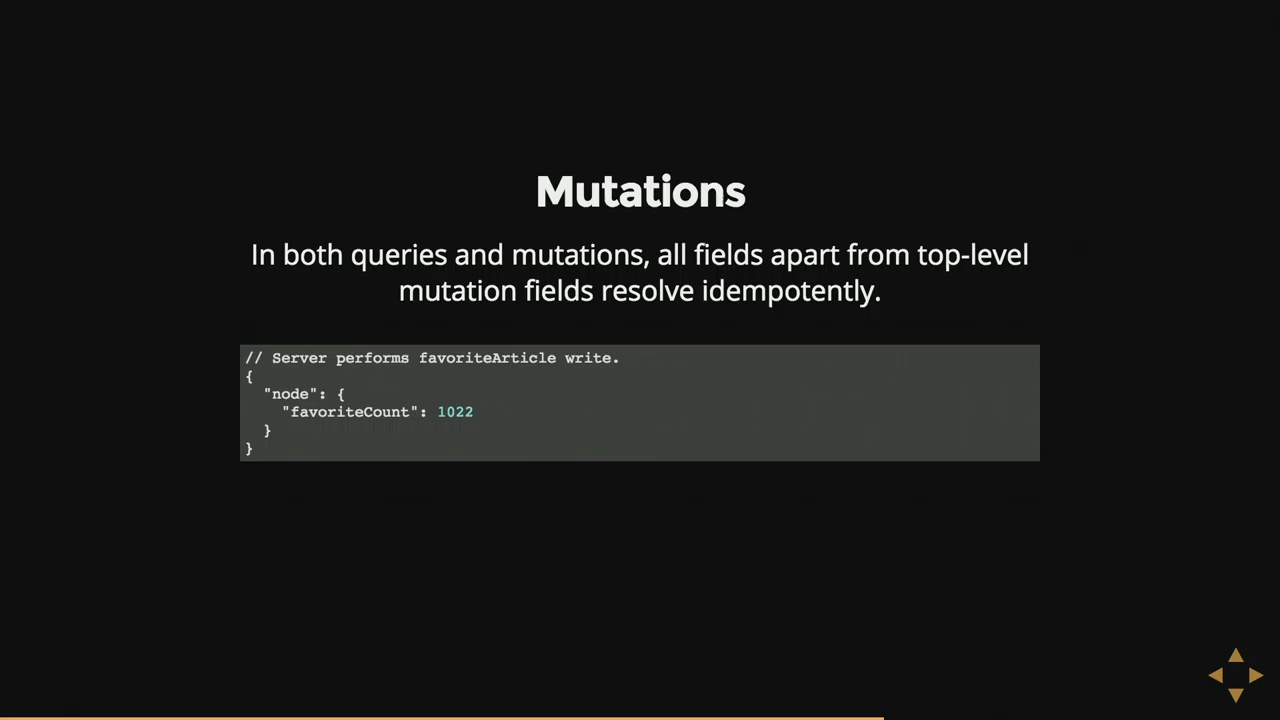 Mutations
In both queries and mutations, all fields apart from top-level
mutation fields resolve idempotently.
// Server performs favoriteArticle write.
{
  "node": {
    "favoriteCount": 1022
  }
}